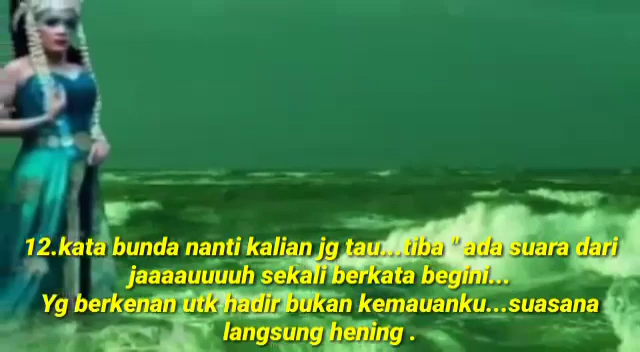 12.kata bunda nanti kalian jg tau...tiba " ada suara dari
jaaaauuuuh sekali berkata begini...
Yg berkenan utk hadir bukan kemauanku...suasana
langsung hening .